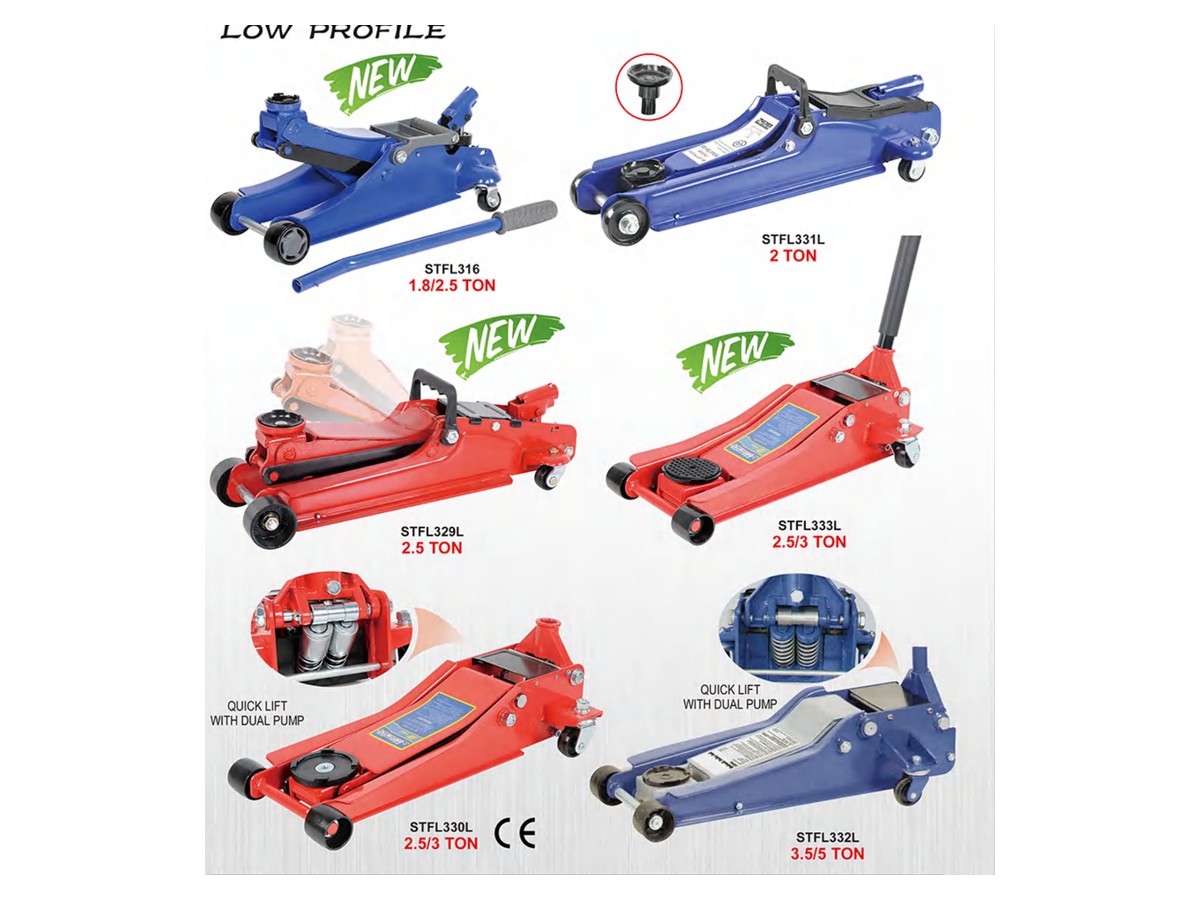 LOW PROFILE
NEW
STFL316
1.8/2.5 TON
STFL331L
2 TON
NEW
STFL329L
2.5 TON
NEW
STFL333L
2.5/3 TON
QUICK LIFT
WITH DUAL PUMP
STFL330L
2.5/3 TON
CE
QUICK LIFT
WITH DUAL PUMP
STFL332L
3.5/5 TON